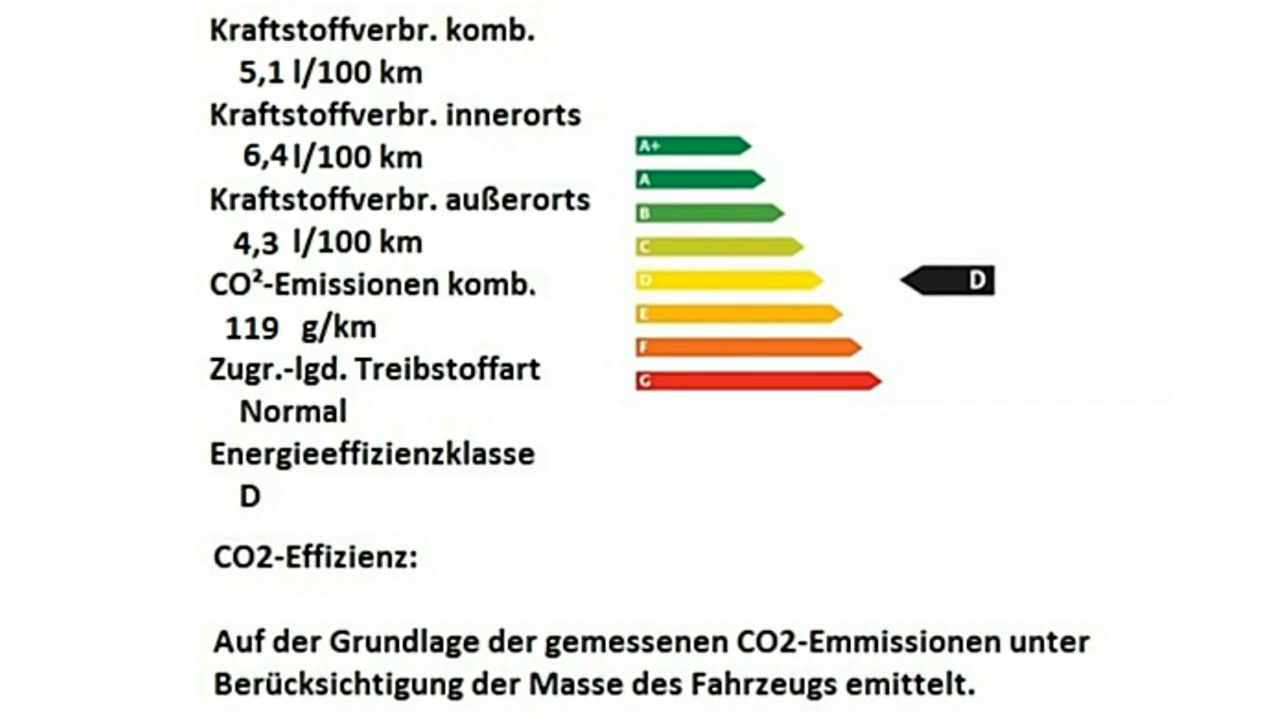 Kraftstoffverbr. komb.
5,1 l/100 km
Kraftstoffverbr. innerorts
6,4 l/100 km
Kraftstoffverbr. außerorts
4,3 l/100 km
CO²-Emissionen komb.
119 g/km
Zugr.-lgd. Treibstoffart
Normal
Energieeffizienzklasse
D
A+
A
B
C
D
D
E
F
G
CO2-Effizienz:
Auf der Grundlage der gemessenen CO2-Emmissionen unter
Berücksichtigung der Masse des Fahrzeugs emittelt.